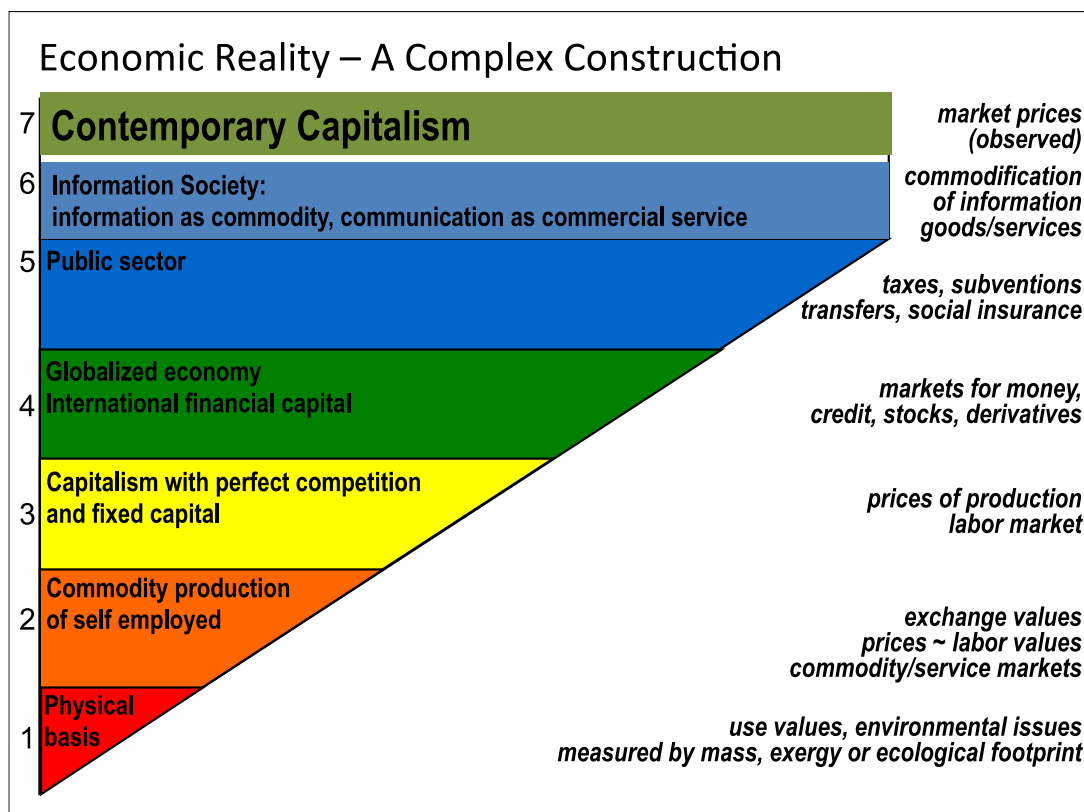 Economic Reality – A Complex Construction
7
Contemporary Capitalism
market prices
(observed)
6
Information Society:
information as commodity, communication as commercial service
commodification
of information
goods/services
5
Public sector
taxes, subventions
transfers, social insurance
4
Globalized economy
International financial capital
markets for money,
credit, stocks, derivatives
3
Capitalism with perfect competition
and fixed capital
prices of production
labor market
2
Commodity production
of self employed
exchange values
prices ~ labor values
commodity/service markets
1
Physical
basis
use values, environmental issues
measured by mass, exergy or ecological footprint